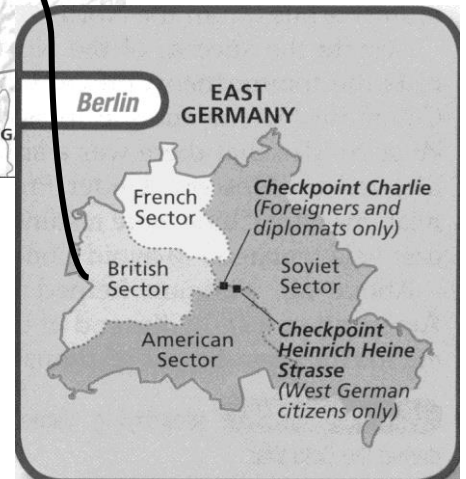 G
Berlin
EAST
GERMANY
French
Sector
Checkpoint Charlie
(Foreigners and
diplomats only)
British
Sector
Soviet
Sector
American
Sector
Checkpoint
Heinrich Heine
Strasse
(West German
citizens only)